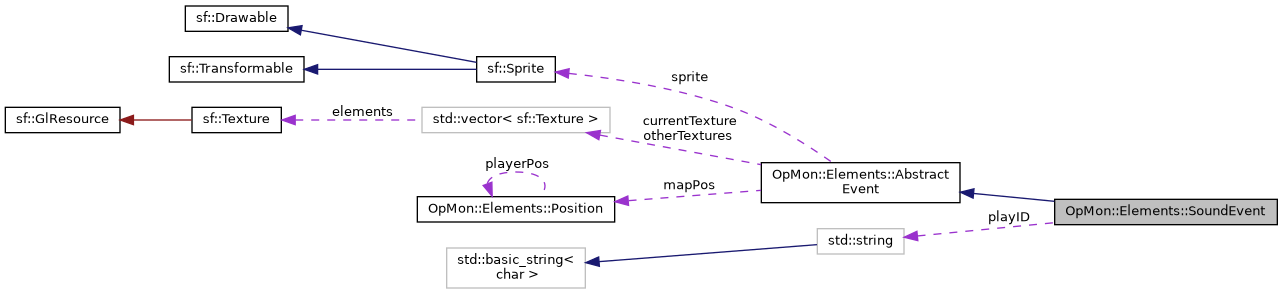 sf::Drawable
sf::Transformable
sf::Sprite
sprite
sf::GlResource
sf::Texture
elements
std::vector< sf::Texture >
currentTexture
otherTextures
playerPos
OpMon::Elements::Position
mapPos
OpMon::Elements::Abstract
Event
OpMon::Elements::SoundEvent
playID
std::string
std::basic_string<
char >